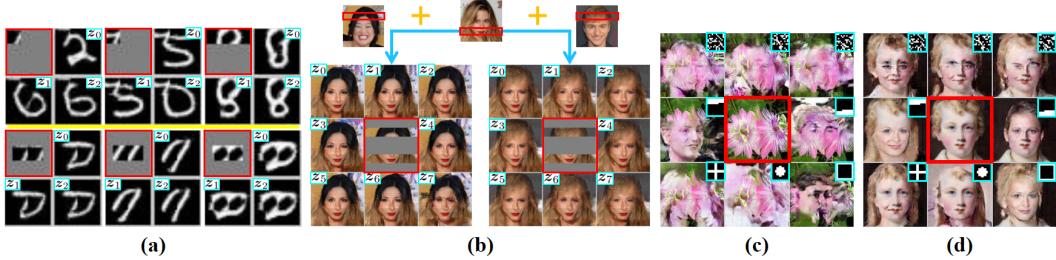 + +
z₀ z₀ z₀
z₁ z₂ z₁ z₂ z₁ z₂
z₀ z₀ z₀
z₁ z₂ z₁ z₂ z₁ z₂
(a)
z₀ z₁ z₂
z₃ z₄
z₅ z₆ z₇
z₀ z₁ z₂
z₃ z₄
z₅ z₆ z₇
(b)
(c)
(d)